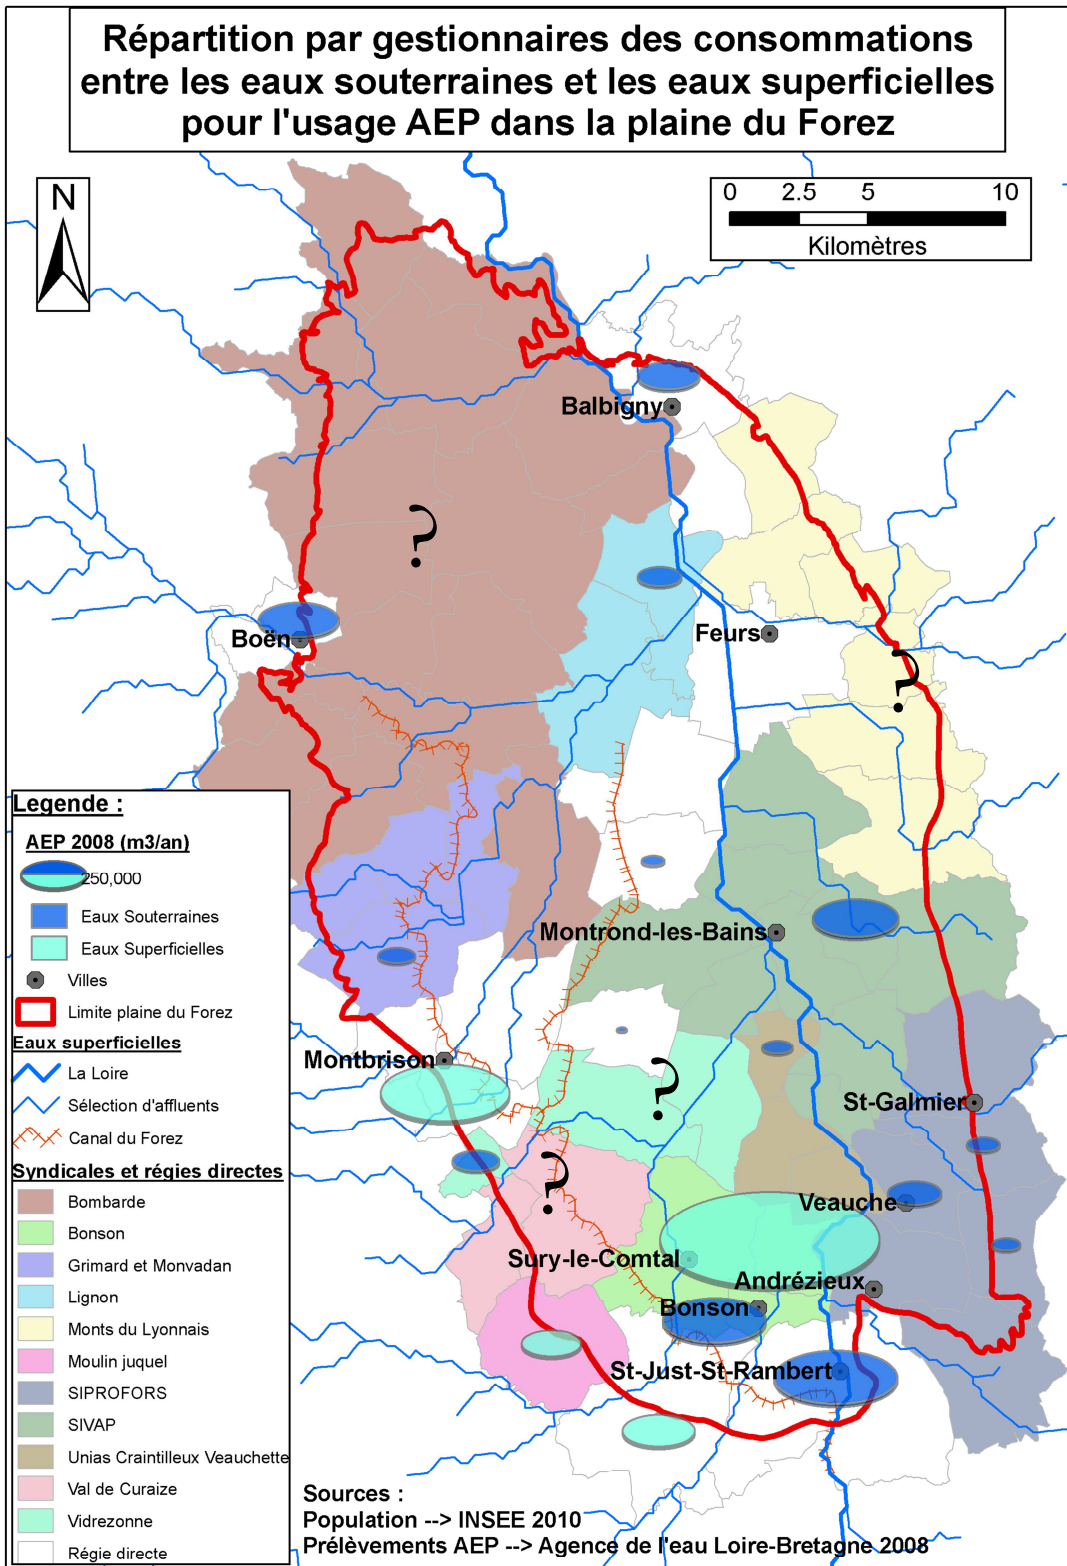 Répartition par gestionnaires des consommations
entre les eaux souterraines et les eaux superficielles
pour l'usage AEP dans la plaine du Forez
N
0 2.5 5 10
Kilomètres
Balbigny
?
Boën
Feurs
?
Montrond-les-Bains
Montbrison
?
St-Galmier
?
Veauche
Sury-le-Comtal
Andrézieux
Bonson
St-Just-St-Rambert
Legende :
AEP 2008 (m3/an)
250,000
Eaux Souterraines
Eaux Superficielles
Villes
Limite plaine du Forez
Eaux superficielles
La Loire
Sélection d'affluents
Canal du Forez
Syndicales et régies directes
Bombarde
Bonson
Grimard et Monvadan
Lignon
Monts du Lyonnais
Moulin juquel
SIPROFORS
SIVAP
Unias Craintilleux Veauchette
Val de Curaize
Vidrezonne
Régie directe
Sources :
Population --> INSEE 2010
Prélèvements AEP --> Agence de l'eau Loire-Bretagne 2008